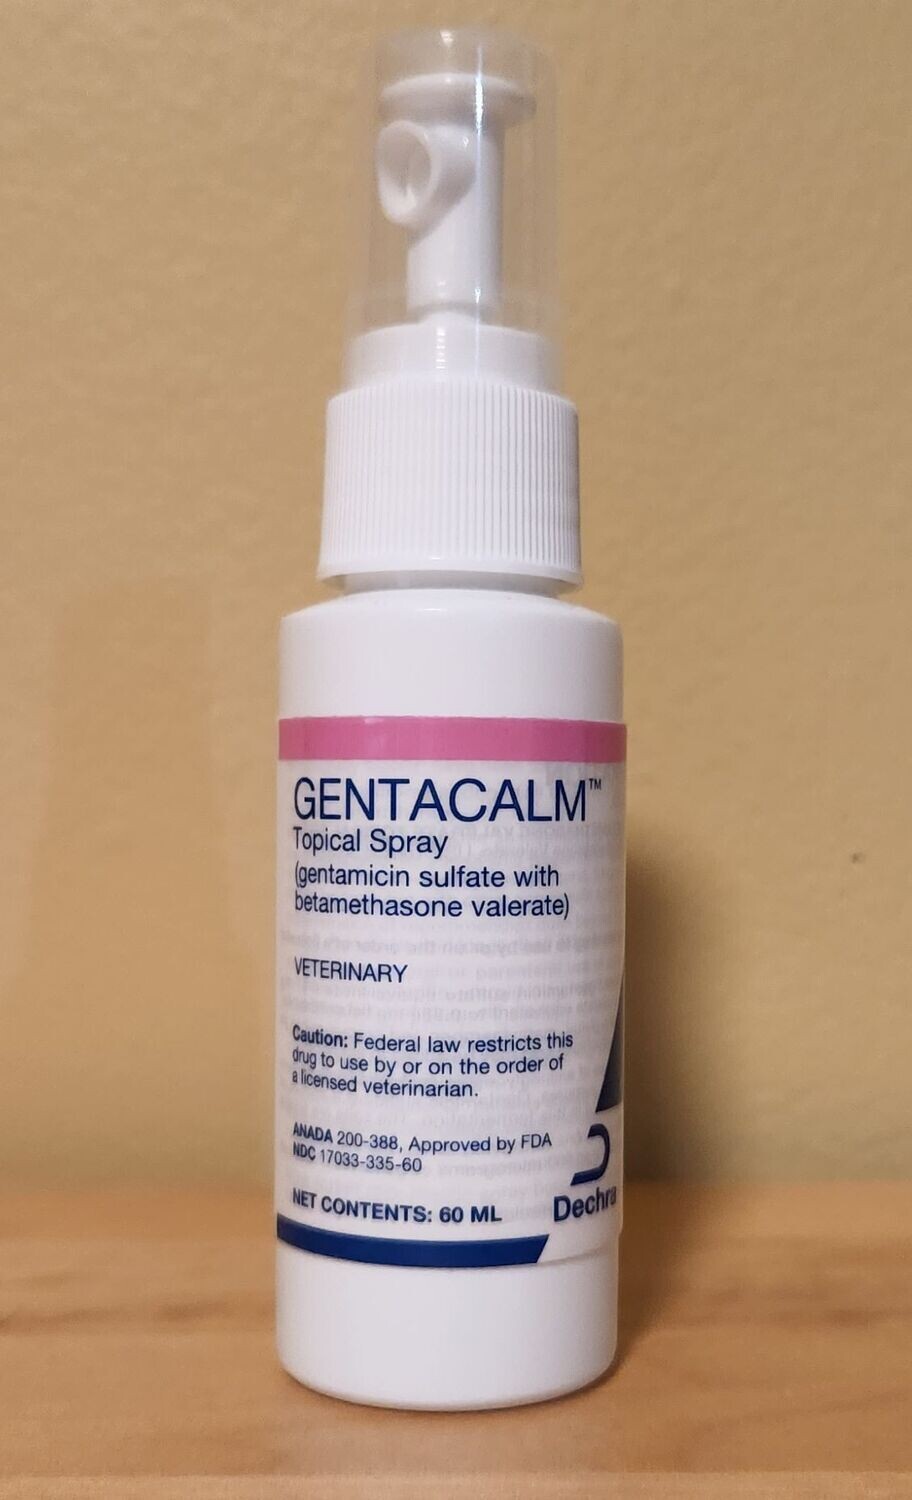 GENTACALM™
Topical Spray
(gentamicin sulfate with
betamethasone valerate)
VETERINARY
Caution: Federal law restricts this
drug to use by or on the order of
a licensed veterinarian.
ANADA 200-388, Approved by FDA
NDC 17033-335-60
NET CONTENTS: 60 ML
Dechra